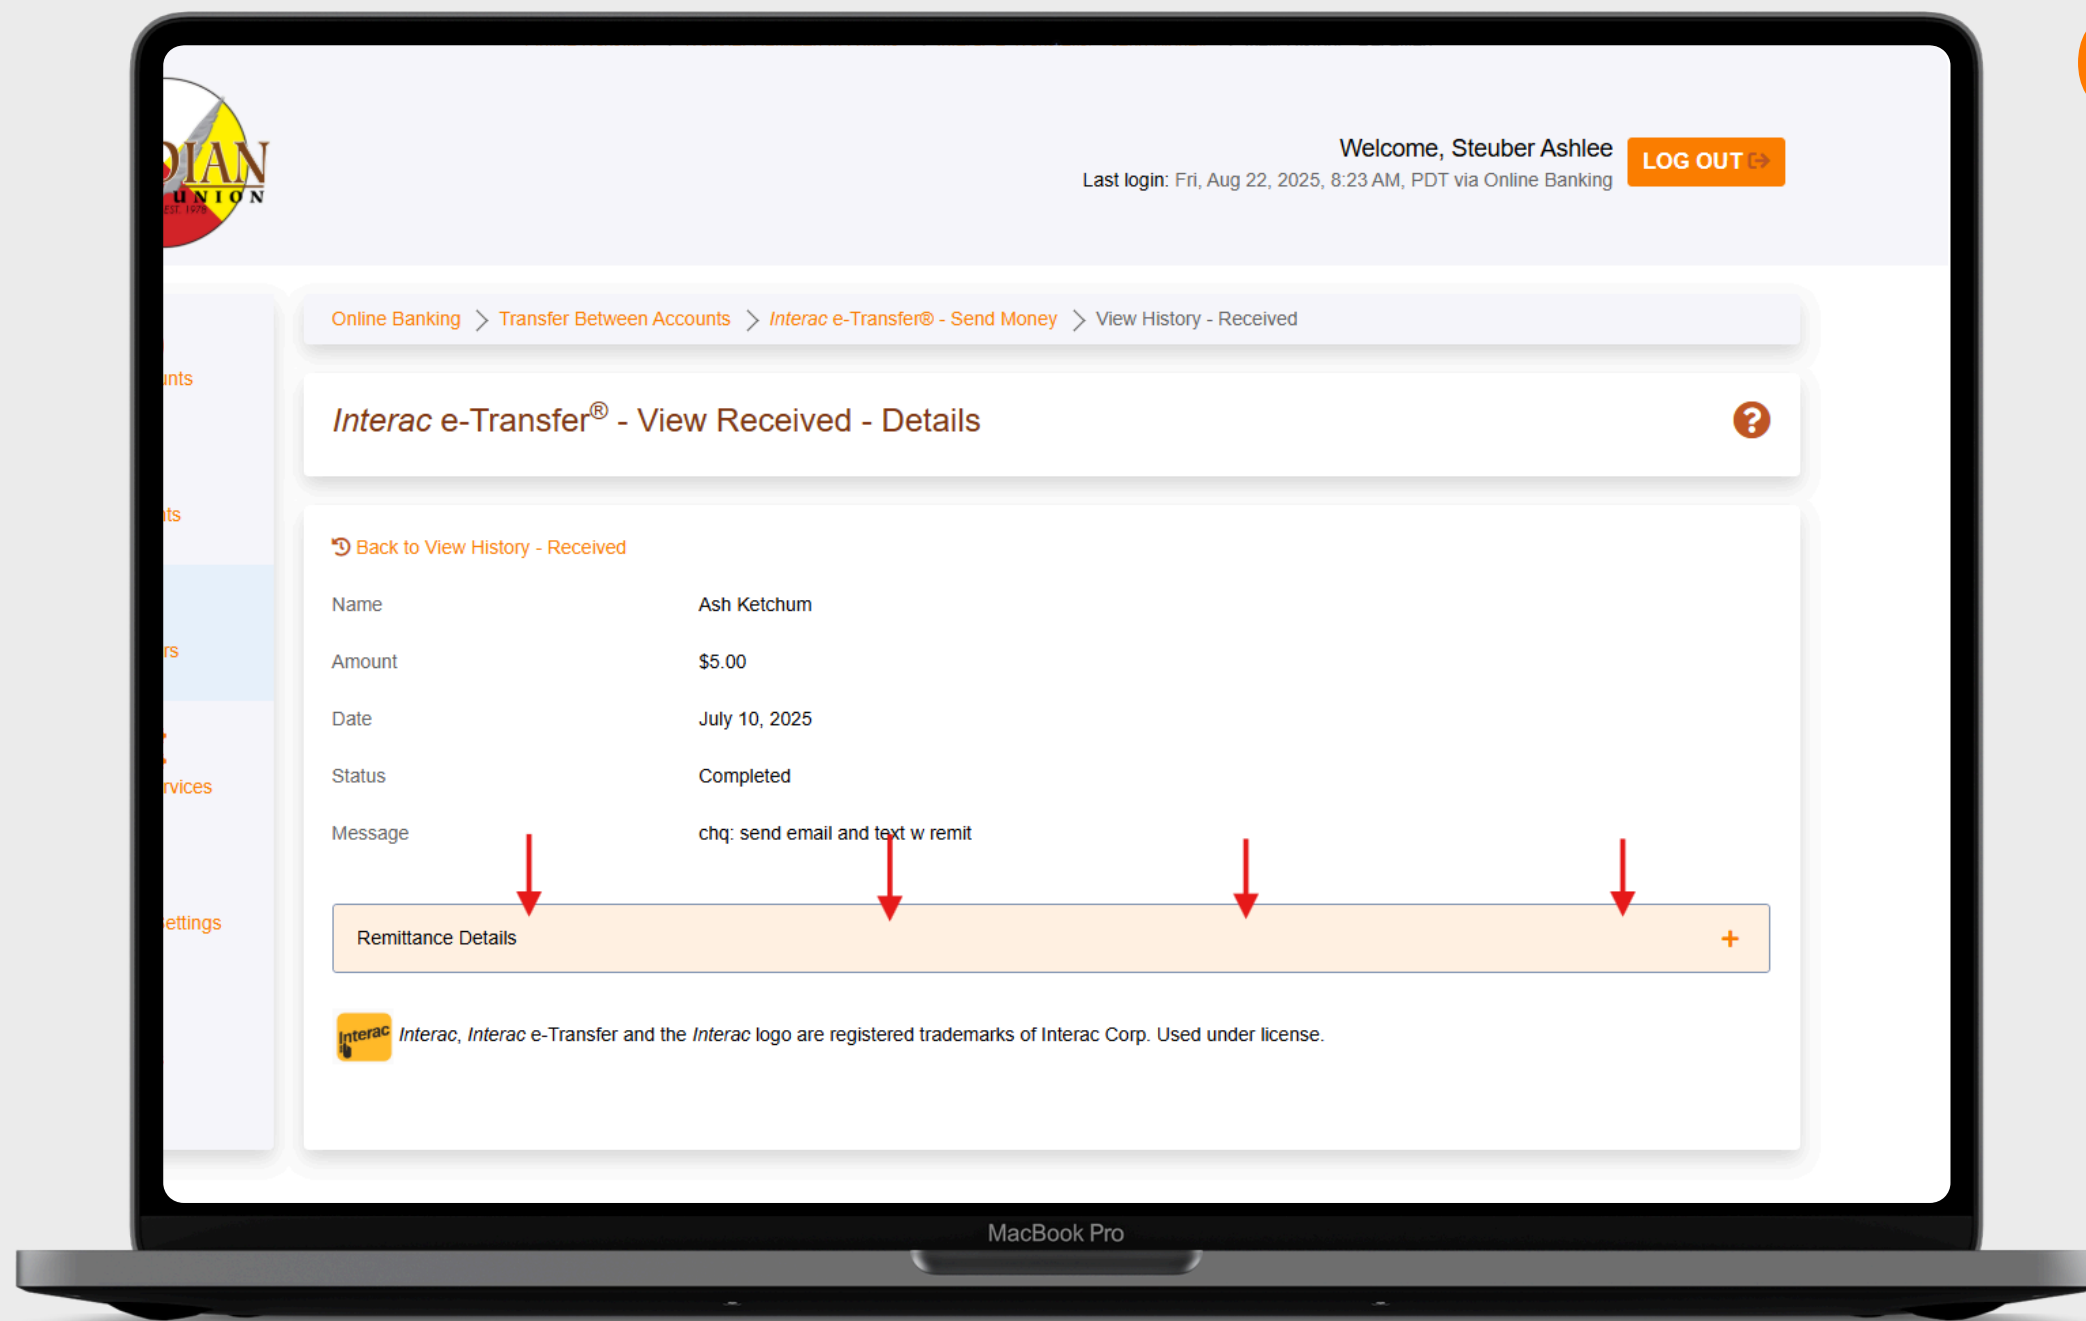 DIAN
UNION
EST. 1978
Welcome, Steuber Ashlee
Last login: Fri, Aug 22, 2025, 8:23 AM, PDT via Online Banking
LOG OUT
Online Banking > Transfer Between Accounts > Interac e-Transfer® - Send Money > View History - Received
unts
Interac e-Transfer® - View Received - Details
?
nts
Back to View History - Received
Name Ash Ketchum
Amount $5.00
rs
Date July 10, 2025
Status Completed
rvices
Message chq: send email and text w remit
ettings
Remittance Details +
Interac
Interac, Interac e-Transfer and the Interac logo are registered trademarks of Interac Corp. Used under license.
MacBook Pro